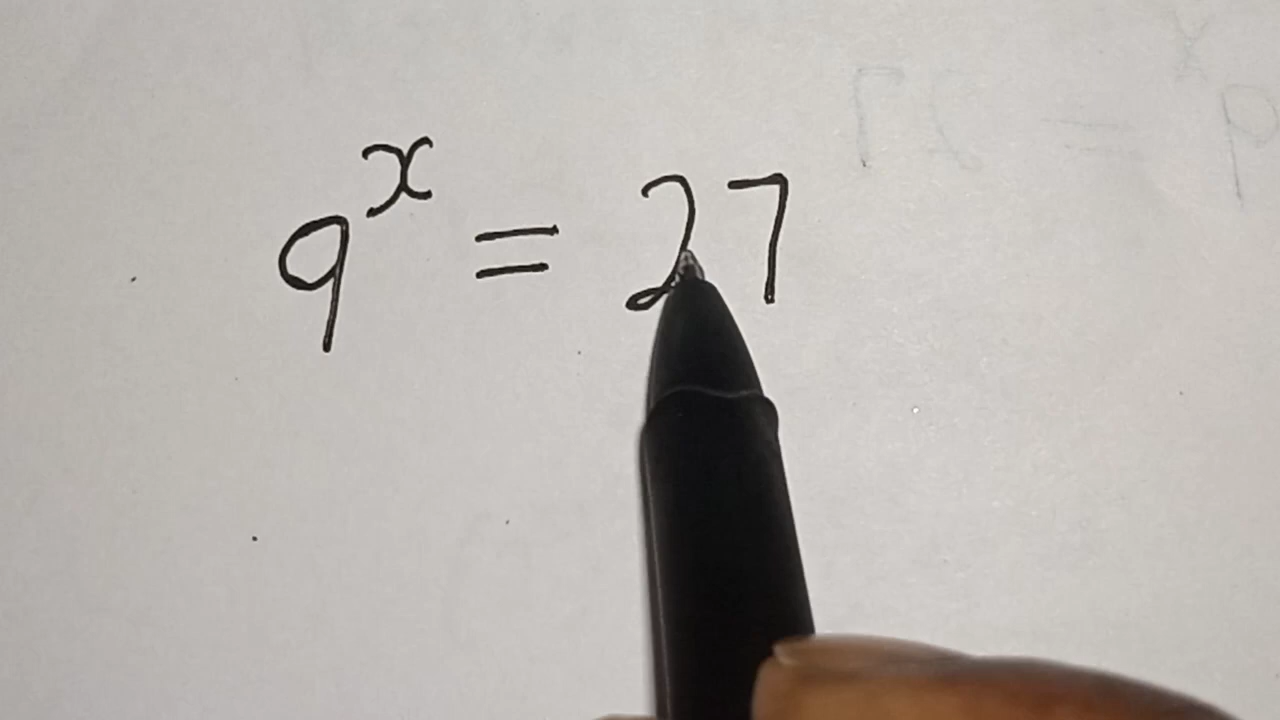 9^x = 27